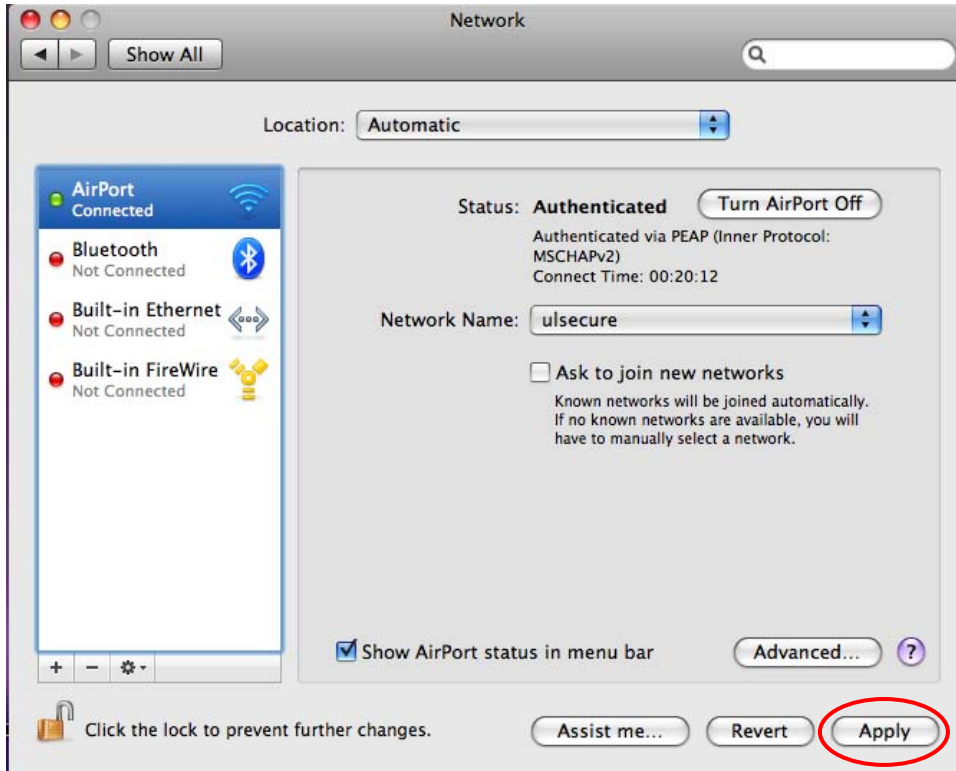 Network
Show All
Location: Automatic
AirPort
Connected
Bluetooth
Not Connected
Built-in Ethernet
Not Connected
Built-in FireWire
Not Connected
Status: Authenticated Turn AirPort Off
Authenticated via PEAP (Inner Protocol:
MSCHAPv2)
Connect Time: 00:20:12
Network Name: ulsecure
Ask to join new networks
Known networks will be joined automatically.
If no known networks are available, you will
have to manually select a network.
Show AirPort status in menu bar Advanced... ?
Click the lock to prevent further changes. Assist me... Revert Apply